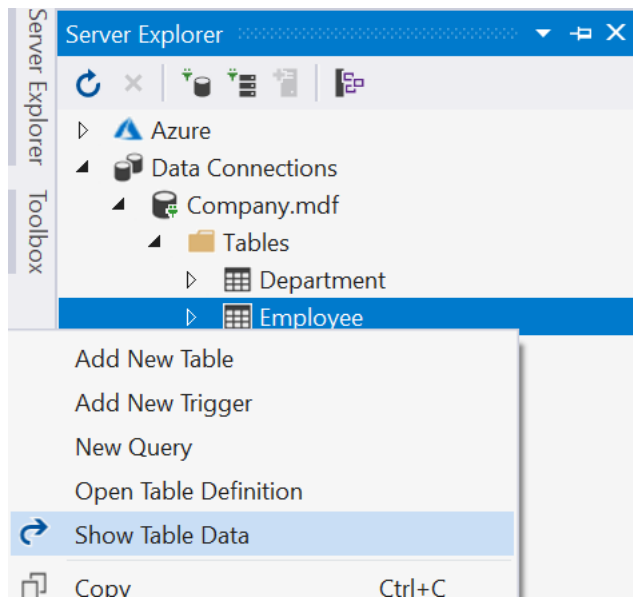 Server Explorer
Toolbox
Server Explorer
Azure
Data Connections
Company.mdf
Tables
Department
Employee
Add New Table
Add New Trigger
New Query
Open Table Definition
Show Table Data
Copy Ctrl+C